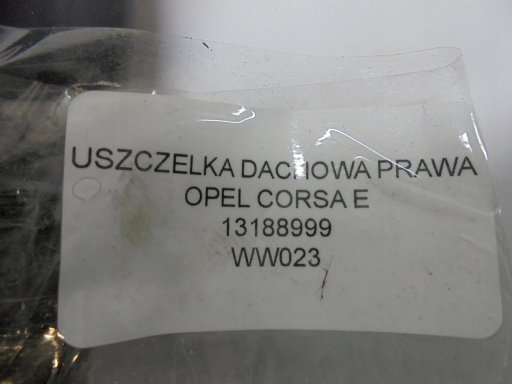 USZCZELKA DACHOWA PRAWA
OPEL CORSA E
13188999
WW023